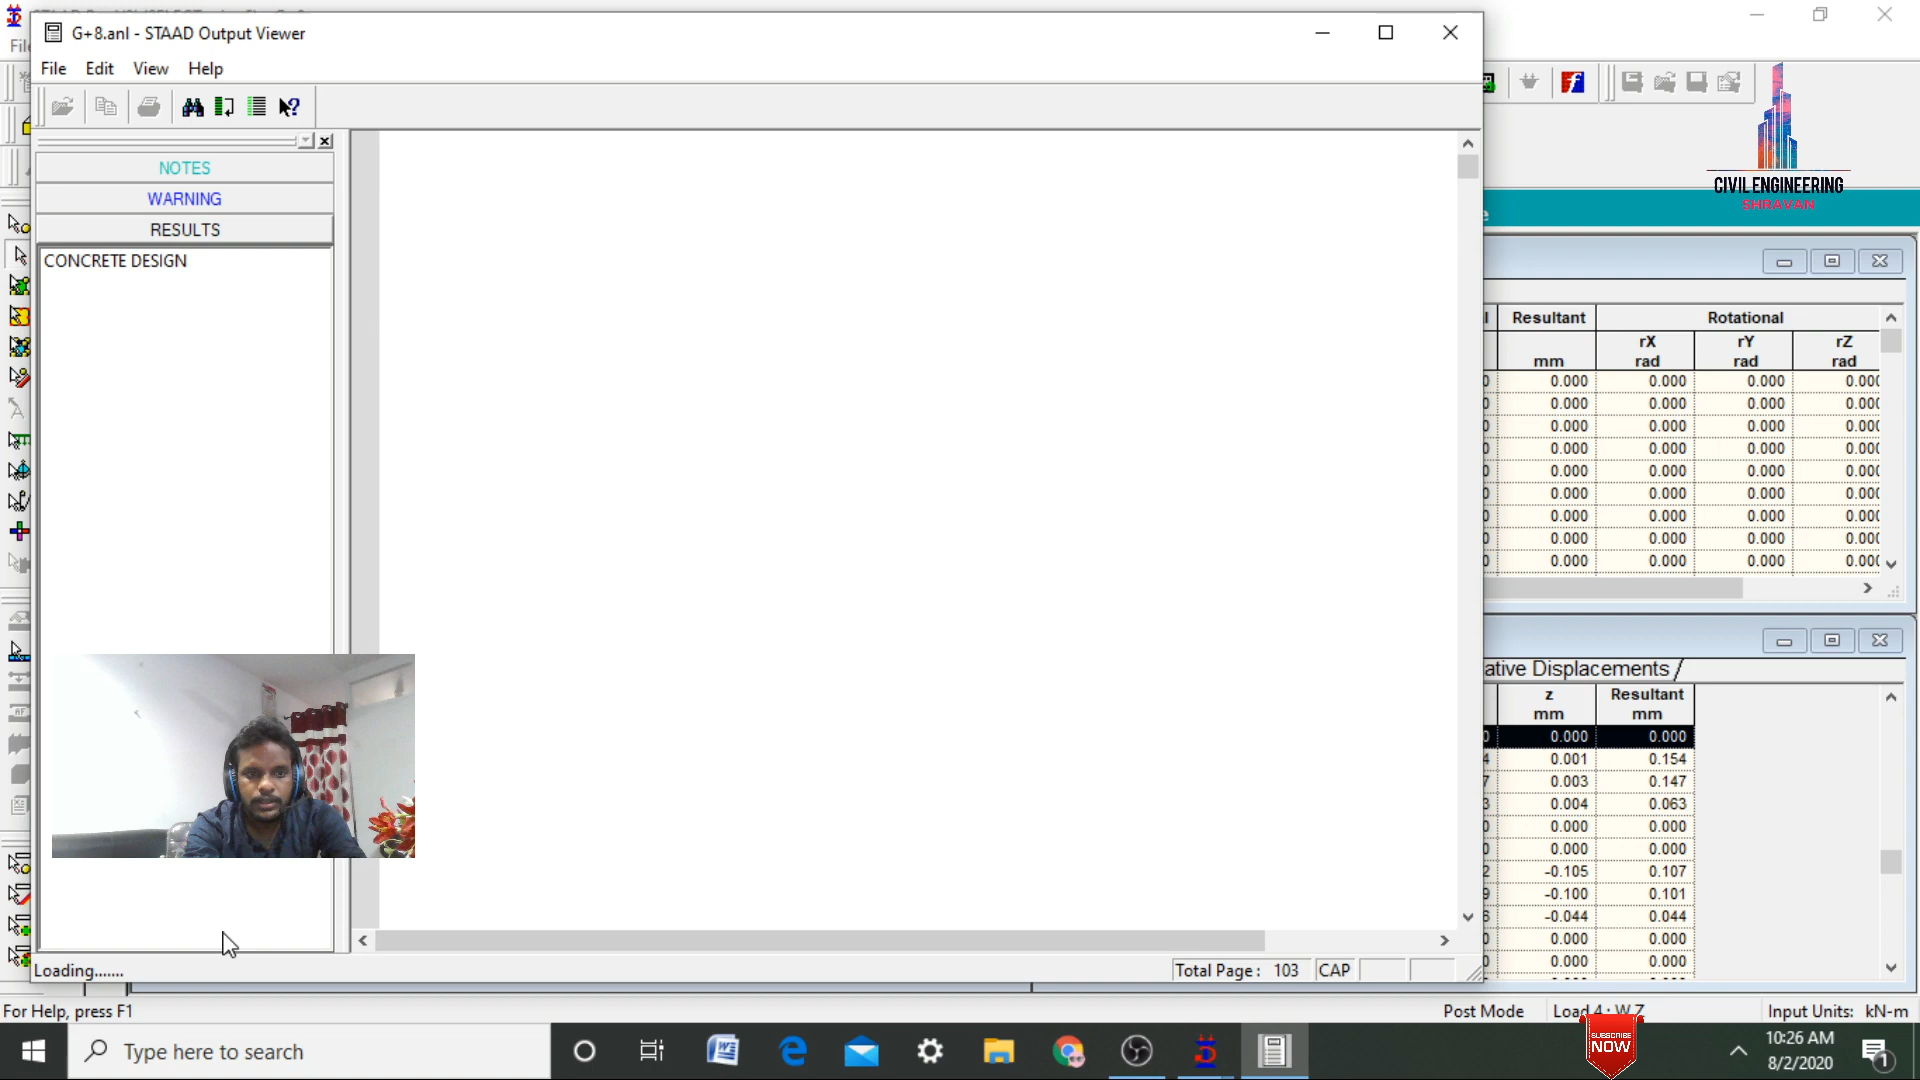 G+8.anl - STAAD Output Viewer
File Edit View Help
NOTES
WARNING
RESULTS
CONCRETE DESIGN
Loading.......
Total Page: 103 CAP
CIVIL ENGINEERING
SHRAVAN
Resultant Rotational
mm rX rad rY rad rZ rad
0.000 0.000 0.000 0.000
0.000 0.000 0.000 0.000
0.000 0.000 0.000 0.000
0.000 0.000 0.000 0.000
0.000 0.000 0.000 0.000
0.000 0.000 0.000 0.000
0.000 0.000 0.000 0.000
0.000 0.000 0.000 0.000
0.000 0.000 0.000 0.000
ative Displacements
z Resultant
mm mm
0.000 0.000
0.001 0.154
0.003 0.147
0.004 0.063
0.000 0.000
0.000 0.000
-0.105 0.107
-0.100 0.101
-0.044 0.044
0.000 0.000
0.000 0.000
For Help, press F1
Post Mode Load 4 : W Z Input Units: kN-m
Type here to search
SUBSCRIBE
NOW
10:26 AM
8/2/2020
1